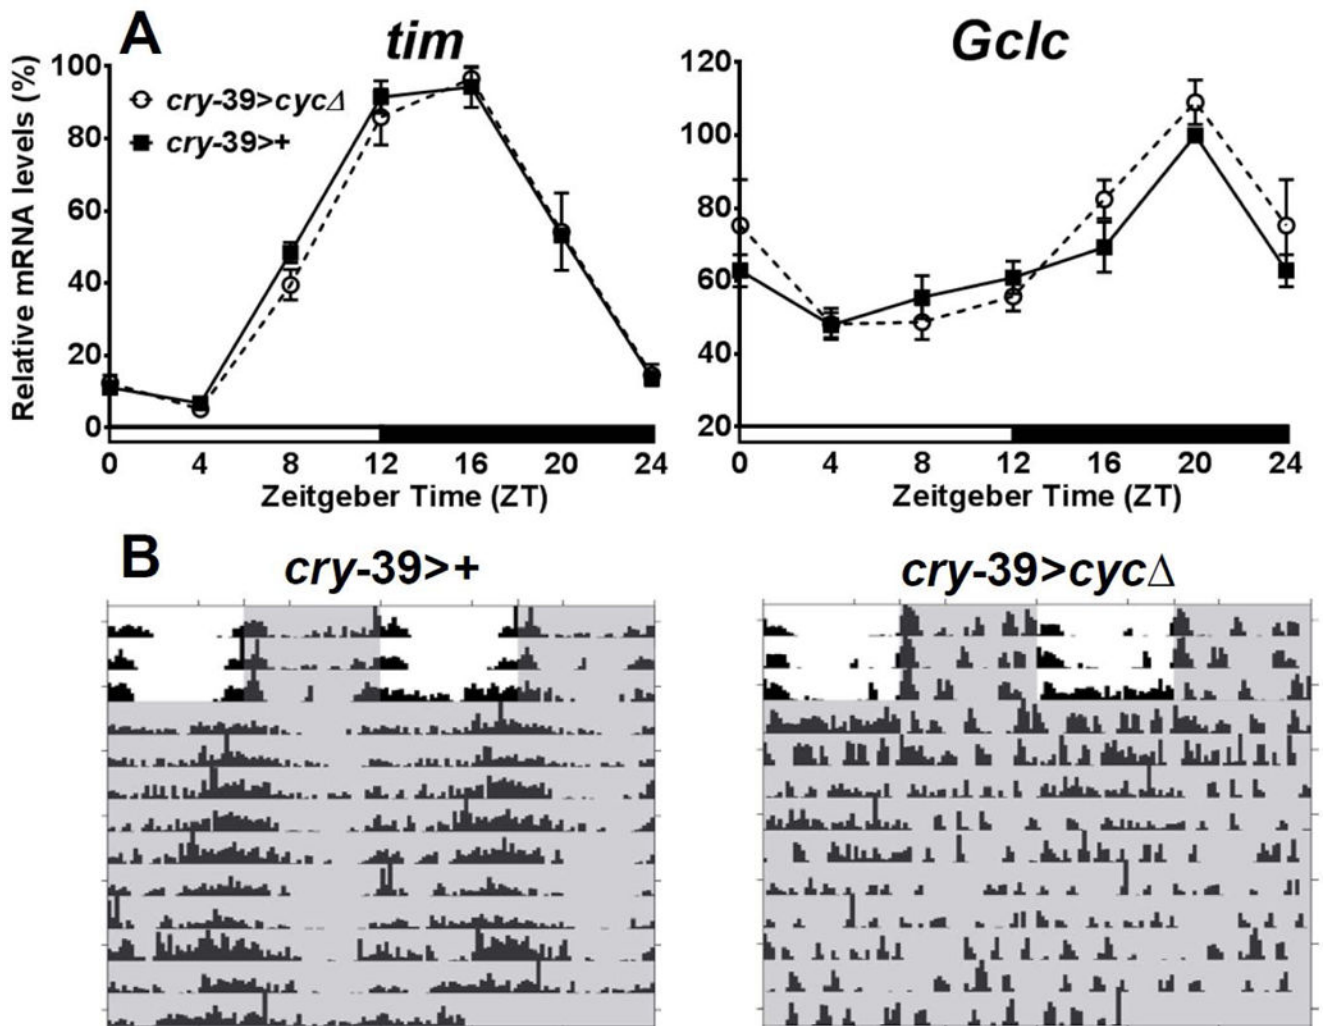 A
tim
Gclc
Relative mRNA levels (%)
100
80
60
40
20
0
cry-39>cycΔ
cry-39>+
0 4 8 12 16 20 24
Zeitgeber Time (ZT)
120
100
80
60
40
20
0 4 8 12 16 20 24
Zeitgeber Time (ZT)
B
cry-39>+
cry-39>cycΔ